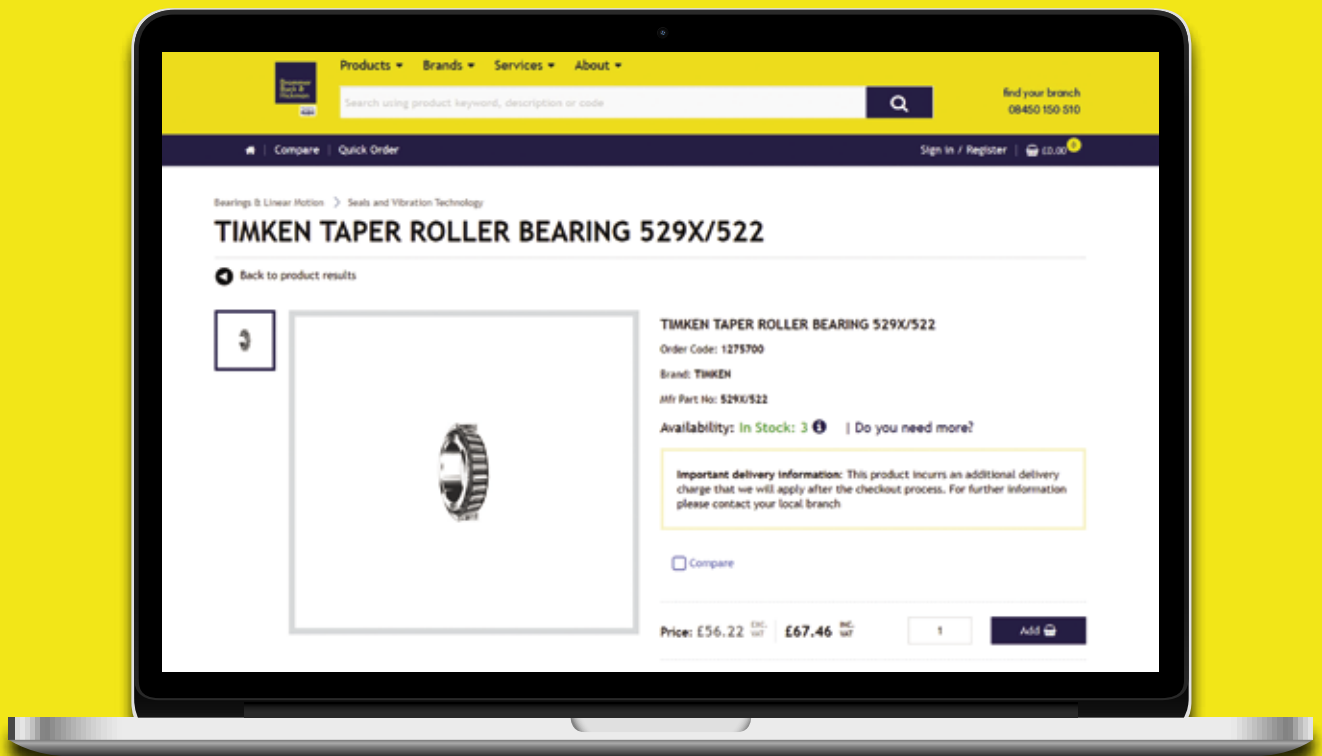 Products Brands Services About
Brammer
Buck &
Hickman
Search using product keyword, description or code
find your branch
08450 150 510
Compare | Quick Order
Sign in / Register | £0.00 0
Bearings & Linear Motion > Seals and Vibration Technology
TIMKEN TAPER ROLLER BEARING 529X/522
Back to product results
TIMKEN TAPER ROLLER BEARING 529X/522
Order Code: 1275700
Brand: TIMKEN
Mfr Part No: 529X/522
Availability: In Stock: 3 | Do you need more?
Important delivery information: This product incurrs an additional delivery
charge that we will apply after the checkout process. For further information
please contact your local branch
Compare
Price: £56.22 EXC. VAT £67.46 INC. VAT 1 Add